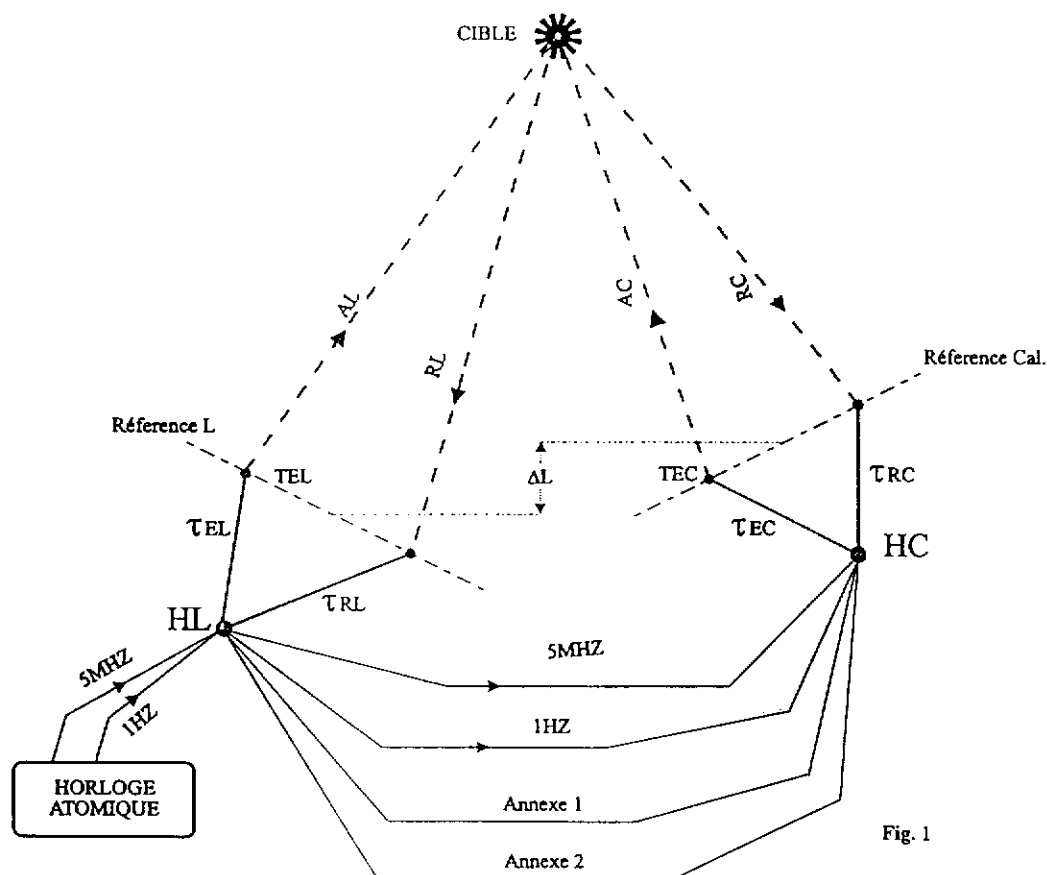 CIBLE
AL
RL
AC
RC
Réference Cal.
Réference L
TEL
ΔL
TEC
τRC
τEL
τEC
HC
τRL
HL
5MHZ
1HZ
5MHZ
1HZ
HORLOGE
ATOMIQUE
Annexe 1
Annexe 2
Fig. 1